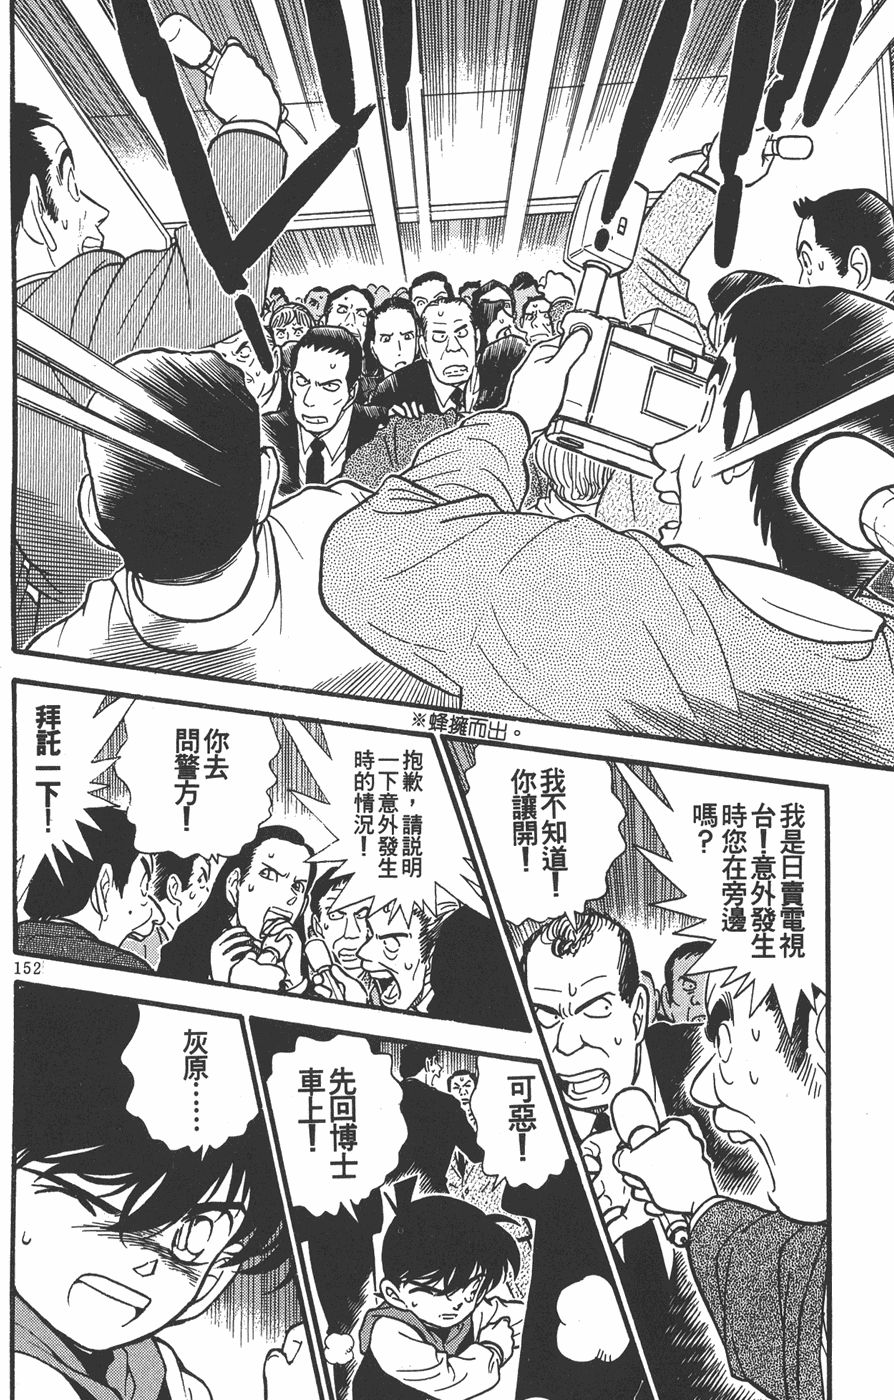 ※蜂擁而出。
我是日賣電視
台！意外發生
時您在旁邊
嗎？
我不知道！
你讓開！
抱歉，請說明
一下意外發生
時的情況！
你去
問警方！
拜託一下！
152
可惡！
先回博士
車上！
灰原……